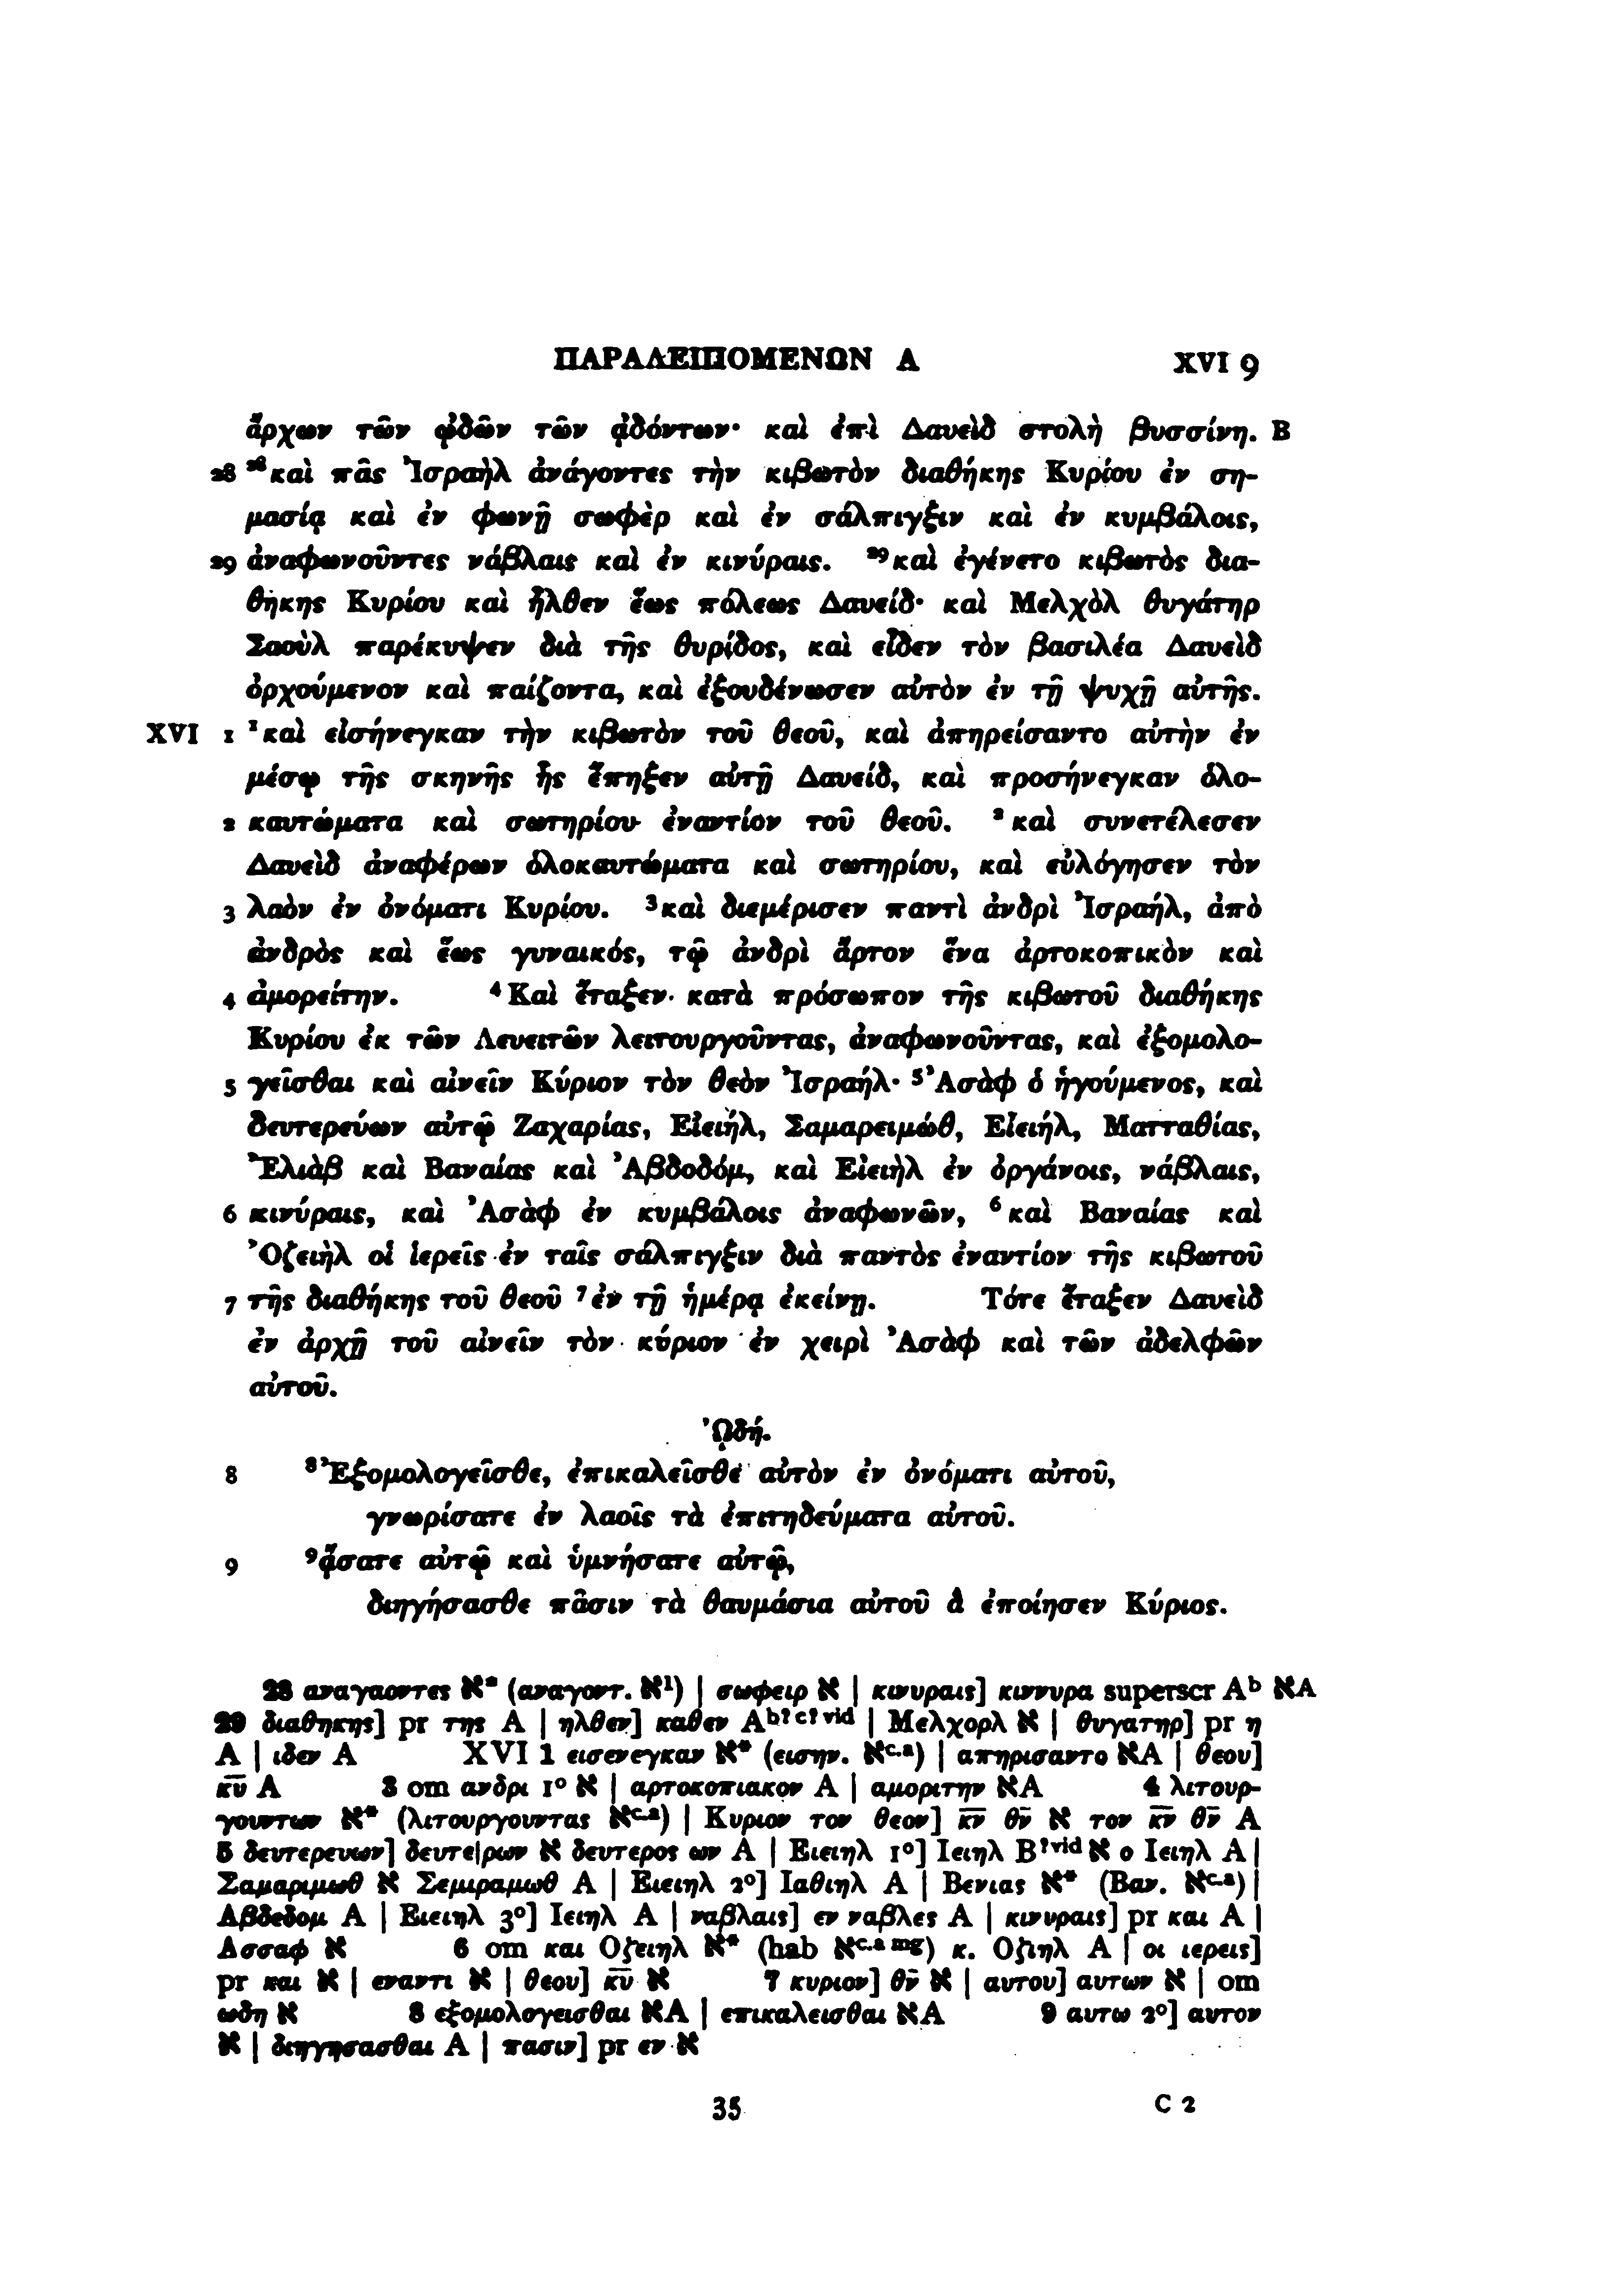 ΠΑΡΑΛΕΙΠΟΜΕΝΩΝ Α XVI 9
ἄρχων τῶν ᾠδῶν τῶν ᾀδόντων· καὶ ἐπὶ Δαυεὶδ στολὴ βυσσίνη. B
28 ²⁸καὶ πᾶς Ἰσραὴλ ἀνάγοντες τὴν κιβωτὸν διαθήκης Κυρίου ἐν ση-
μασίᾳ καὶ ἐν φωνῇ σωφὲρ καὶ ἐν σάλπιγξιν καὶ ἐν κυμβάλοις,
29 ἀναφωνοῦντες νάβλαις καὶ ἐν κινύραις. ²⁹καὶ ἐγένετο κιβωτὸς δια-
θήκης Κυρίου καὶ ἦλθεν ἕως πόλεως Δαυείδ· καὶ Μελχὸλ θυγάτηρ
Σαοὺλ παρέκυψεν διὰ τῆς θυρίδος, καὶ εἶδεν τὸν βασιλέα Δαυεὶδ
ὀρχούμενον καὶ παίζοντα, καὶ ἐξουδένωσεν αὐτὸν ἐν τῇ ψυχῇ αὐτῆς.
XVI 1 ¹καὶ εἰσήνεγκαν τὴν κιβωτὸν τοῦ θεοῦ, καὶ ἀπηρείσαντο αὐτὴν ἐν
μέσῳ τῆς σκηνῆς ἧς ἔπηξεν αὐτῇ Δαυείδ, καὶ προσήνεγκαν ὁλο-
2 καυτώματα καὶ σωτηρίου ἐναντίον τοῦ θεοῦ. ²καὶ συνετέλεσεν
Δαυεὶδ ἀναφέρων ὁλοκαυτώματα καὶ σωτηρίου, καὶ εὐλόγησεν τὸν
3 λαὸν ἐν ὀνόματι Κυρίου. ³καὶ διεμέρισεν παντὶ ἀνδρὶ Ἰσραήλ, ἀπὸ
ἀνδρὸς καὶ ἕως γυναικός, τῷ ἀνδρὶ ἄρτον ἕνα ἀρτοκοπικὸν καὶ
4 ἀμορείτην. ⁴Καὶ ἔταξεν κατὰ πρόσωπον τῆς κιβωτοῦ διαθήκης
Κυρίου ἐκ τῶν Λευειτῶν λειτουργοῦντας, ἀναφωνοῦντας, καὶ ἐξομολο-
5 γεῖσθαι καὶ αἰνεῖν Κύριον τὸν θεὸν Ἰσραήλ· ⁵Ἀσὰφ ὁ ἡγούμενος, καὶ
δευτερεύων αὐτῷ Ζαχαρίας, Εἰειήλ, Σαμαρειμώθ, Εἰειήλ, Ματταθίας,
Ἐλιὰβ καὶ Βαναίας καὶ Ἀβδοδόμ, καὶ Εἰειὴλ ἐν ὀργάνοις, νάβλαις,
6 κινύραις, καὶ Ἀσὰφ ἐν κυμβάλοις ἀναφωνῶν, ⁶καὶ Βαναίας καὶ
Ὀζειὴλ οἱ ἱερεῖς ἐν ταῖς σάλπιγξιν διὰ παντὸς ἐναντίον τῆς κιβωτοῦ
7 τῆς διαθήκης τοῦ θεοῦ ⁷ἐν τῇ ἡμέρᾳ ἐκείνῃ. Τότε ἔταξεν Δαυεὶδ
ἐν ἀρχῇ τοῦ αἰνεῖν τὸν κύριον ἐν χειρὶ Ἀσὰφ καὶ τῶν ἀδελφῶν
αὐτοῦ.
ᾨδή.
8 ⁸Ἐξομολογεῖσθε, ἐπικαλεῖσθε αὐτὸν ἐν ὀνόματι αὐτοῦ,
γνωρίσατε ἐν λαοῖς τὰ ἐπιτηδεύματα αὐτοῦ.
9 ⁹ᾄσατε αὐτῷ καὶ ὑμνήσατε αὐτῷ,
διηγήσασθε πᾶσιν τὰ θαυμάσια αὐτοῦ ἃ ἐποίησεν Κύριος.
28 αναγαοντες ℵ* (αναγοντ. ℵ¹) | σωφειρ ℵ | κινυραις] κιννυρα superscr Aᵇ ℵA
29 διαθηκης] pr της A | ηλθεν] καθεν Aᵇ?ᶜ?ᵛⁱᵈ | Μελχορλ ℵ | θυγατηρ] pr η
A | ιδεν A XVI 1 εισενεγκαν ℵ* (εισην. ℵᶜ·ᵃ) | απηρισαντο ℵA | θεου]
κ̅υ̅ A 3 om ανδρι 1° ℵ | αρτοκοπιακον A | αμοριτην ℵA 4 λιτουρ-
γουντων ℵ* (λιτουργουντας ℵᶜ·ᵃ) | Κυριον τον θεον] κ̅ν̅ θ̅ν̅ ℵ τον κ̅ν̅ θ̅ν̅ A
5 δευτερευων] δευτε|ρων ℵ δευτερος ων A | Ειειηλ 1°] Ιειηλ B?ᵛⁱᵈ ℵ ο Ιειηλ A |
Σαμαριμωθ ℵ Σεμιραμωθ A | Ειειηλ 2°] Ιαθιηλ A | Βενιας ℵ* (Βαν. ℵᶜ·ᵃ) |
Αβδεδομ A | Ειειηλ 3°] Ιειηλ A | ναβλαις] εν ναβλες A | κινυραις] pr και A |
Ασσαφ ℵ 6 om και Οζειηλ ℵ* (hab ℵᶜ·ᵃ ᵐᵍ) κ. Οζιηλ A | οι ιερεις]
pr και ℵ | εναντι ℵ | θεου] κ̅υ̅ ℵ 7 κυριον] θ̅ν̅ ℵ | αυτου] αυτων ℵ | om
ωδη ℵ 8 εξομολογεισθαι ℵA | επικαλεισθαι ℵA 9 αυτω 2°] αυτον
ℵ | διηγησασθαι A | πασιν] pr εν ℵ
35 C 2